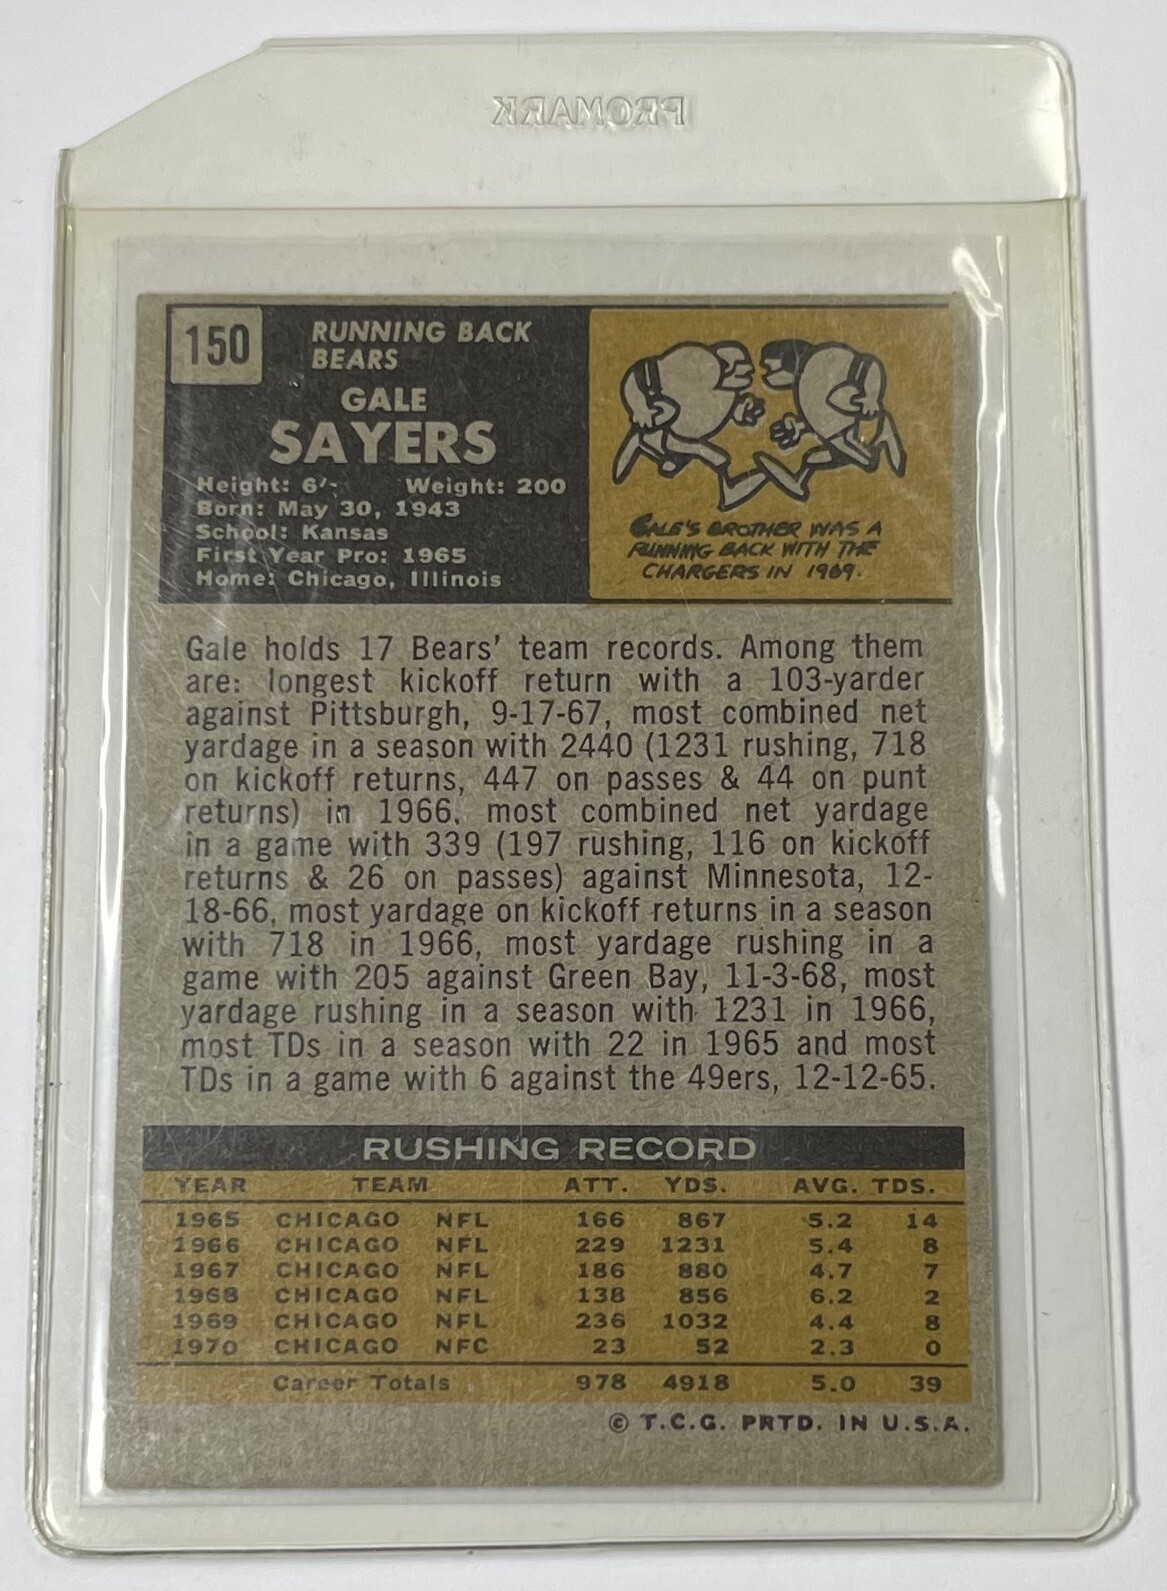 PROMARK
150
RUNNING BACK
BEARS
GALE
SAYERS
Height: 6'- Weight: 200
Born: May 30, 1943
School: Kansas
First Year Pro: 1965
Home: Chicago, Illinois
GALE'S BROTHER WAS A
RUNNING BACK WITH THE
CHARGERS IN 1969.
Gale holds 17 Bears' team records. Among them
are: longest kickoff return with a 103-yarder
against Pittsburgh, 9-17-67, most combined net
yardage in a season with 2440 (1231 rushing, 718
on kickoff returns, 447 on passes & 44 on punt
returns) in 1966, most combined net yardage
in a game with 339 (197 rushing, 116 on kickoff
returns & 26 on passes) against Minnesota, 12-
18-66, most yardage on kickoff returns in a season
with 718 in 1966, most yardage rushing in a
game with 205 against Green Bay, 11-3-68, most
yardage rushing in a season with 1231 in 1966,
most TDs in a season with 22 in 1965 and most
TDs in a game with 6 against the 49ers, 12-12-65.
RUSHING RECORD
YEAR TEAM ATT. YDS. AVG. TDS.
1965 CHICAGO NFL 166 867 5.2 14
1966 CHICAGO NFL 229 1231 5.4 8
1967 CHICAGO NFL 186 880 4.7 7
1968 CHICAGO NFL 138 856 6.2 2
1969 CHICAGO NFL 236 1032 4.4 8
1970 CHICAGO NFC 23 52 2.3 0
Career Totals 978 4918 5.0 39
© T.C.G. PRTD. IN U.S.A.